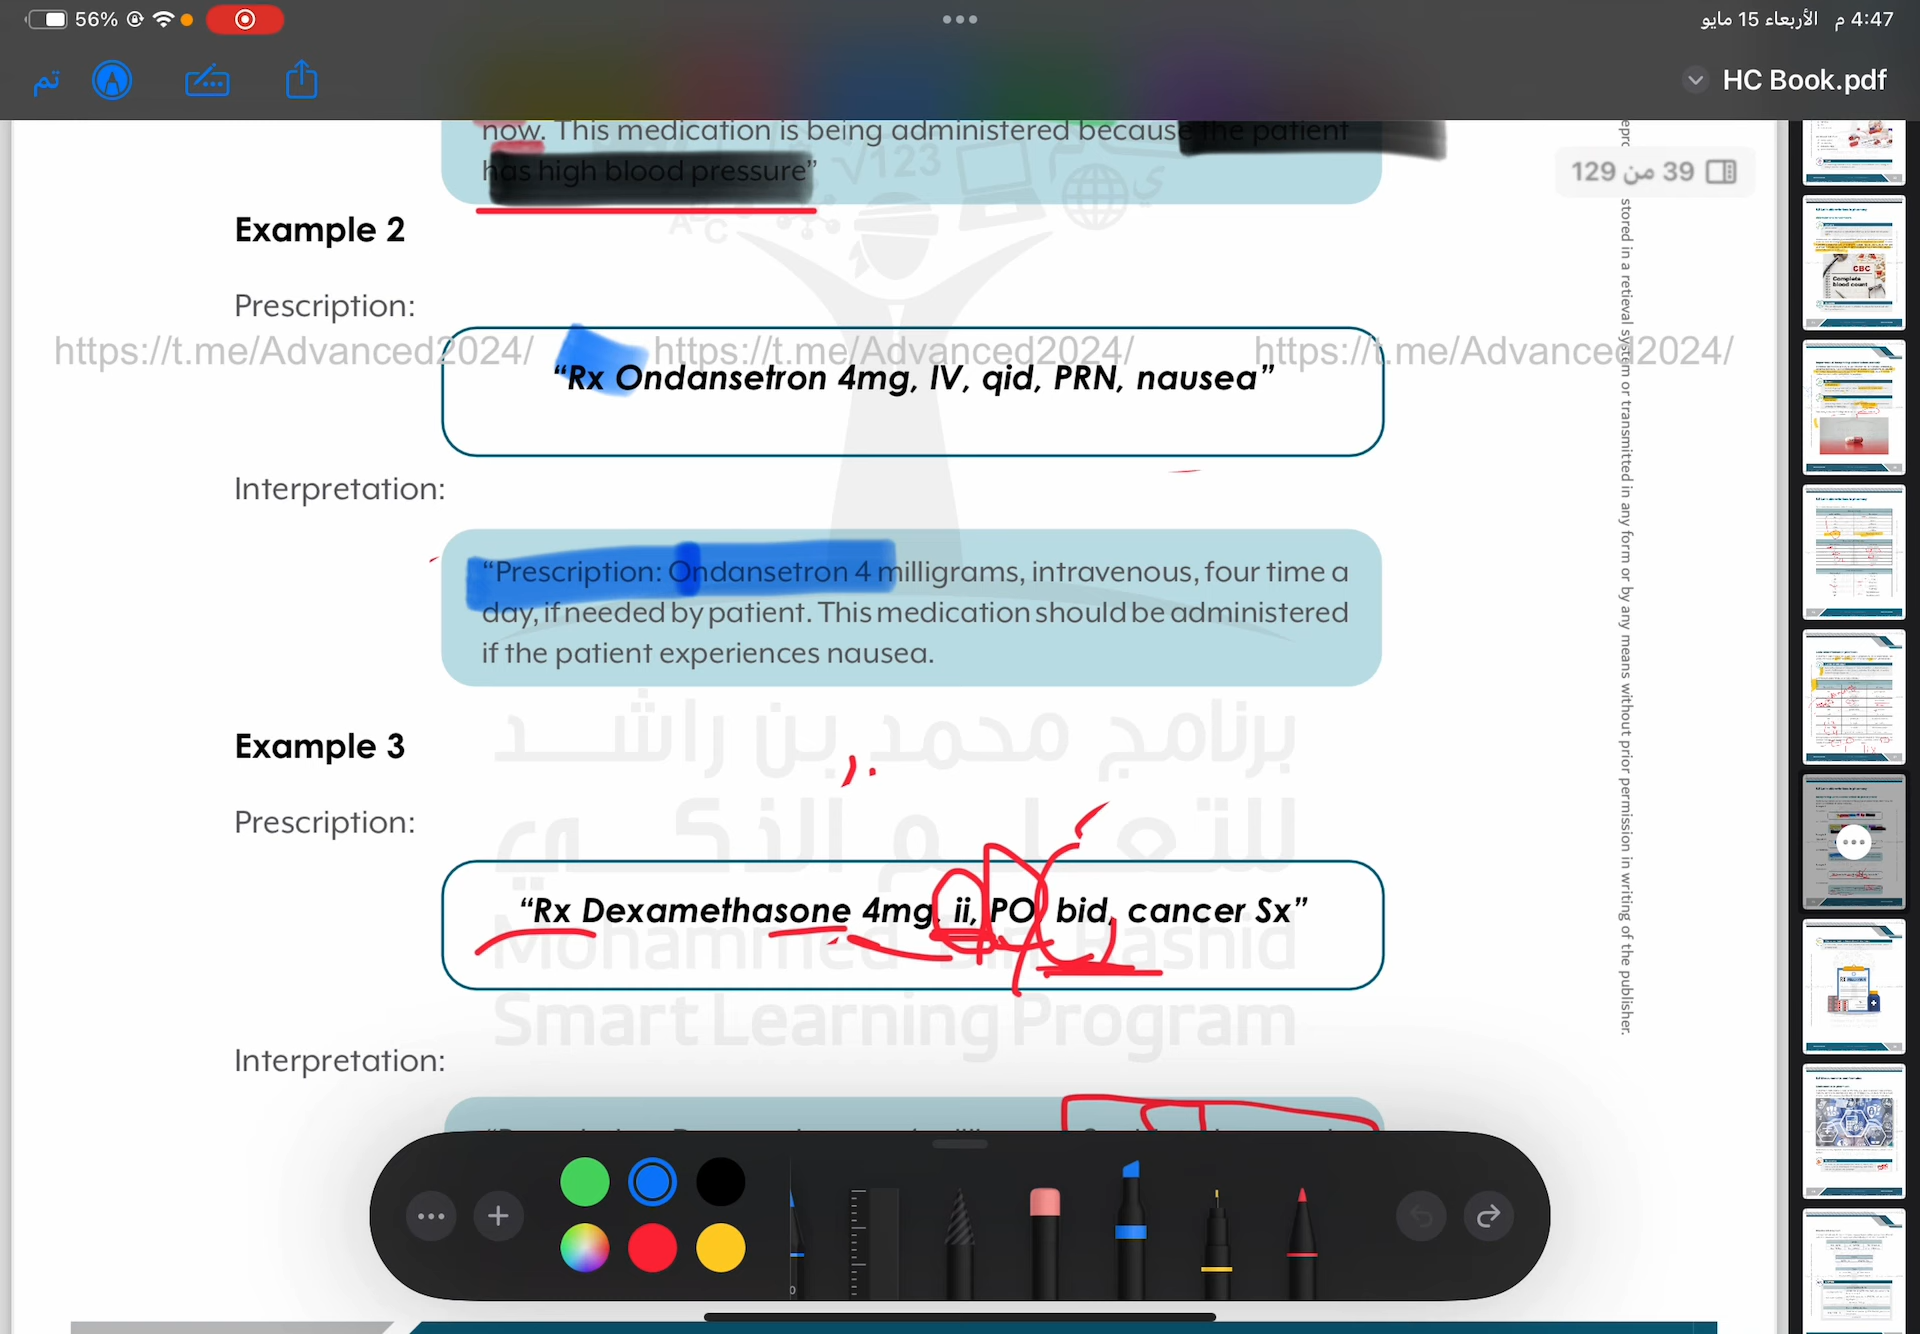 56%
4:47 م الأربعاء 15 مايو
تم
HC Book.pdf
39 من 129
now. This medication is being administered because the patient
has high blood pressure”
Example 2
Prescription:
https://t.me/Advanced2024/ https://t.me/Advanced2024/ https://t.me/Advanced2024/
“Rx Ondansetron 4mg, IV, qid, PRN, nausea”
Interpretation:
“Prescription: Ondansetron 4 milligrams, intravenous, four time a
day, if needed by patient. This medication should be administered
if the patient experiences nausea.
برنامج محمد بن راشد
للتعلم الذكي
Mohammed Bin Rashid
Smart Learning Program
Example 3
Prescription:
“Rx Dexamethasone 4mg, ii, PO, bid, cancer Sx”
Interpretation:
stored in a retieval system or transmitted in any form or by any means without prior permission in writing of the publisher.
CBC
Complete
blood count